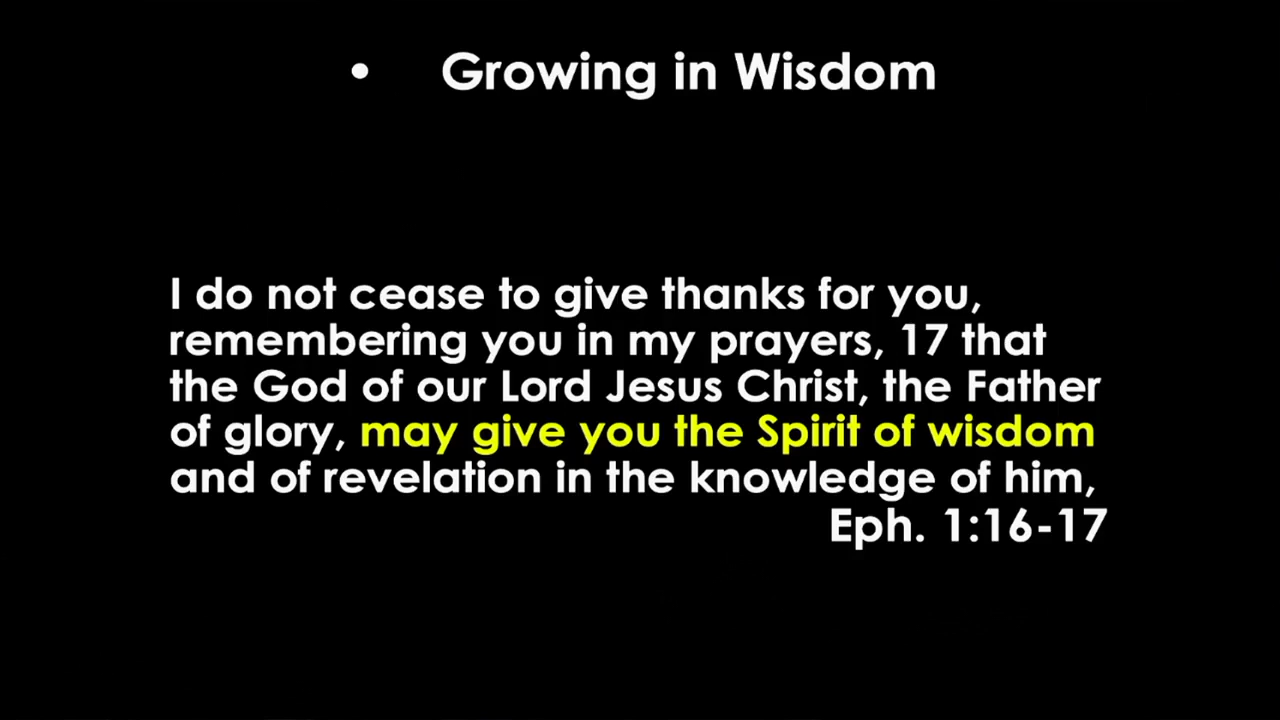 • Growing in Wisdom
I do not cease to give thanks for you,
remembering you in my prayers, 17 that
the God of our Lord Jesus Christ, the Father
of glory, may give you the Spirit of wisdom
and of revelation in the knowledge of him,
Eph. 1:16-17